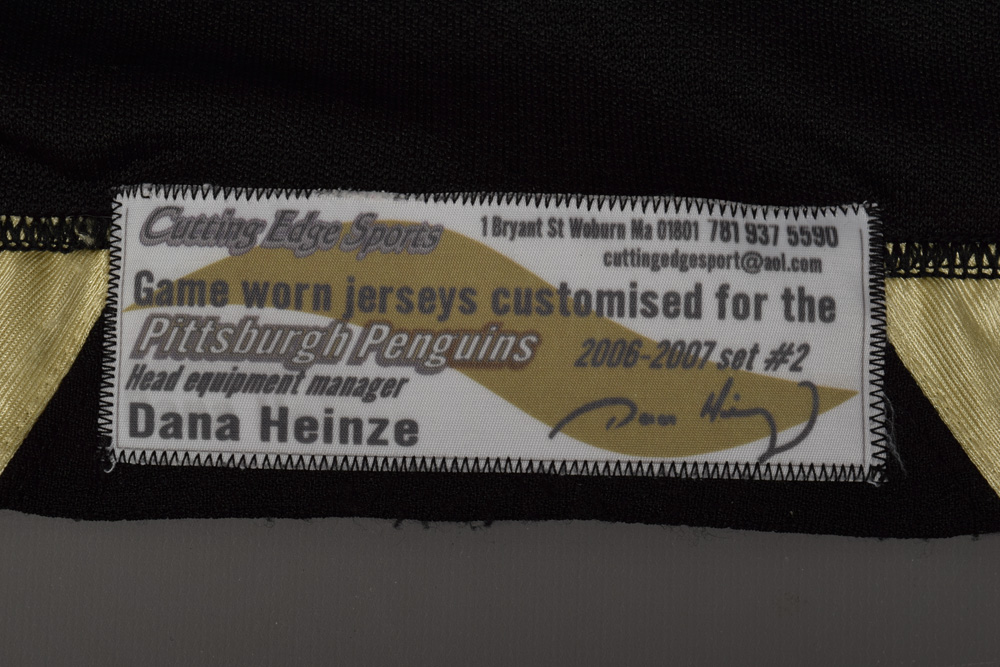 Cutting Edge Sports 1 Bryant St Woburn Ma 01801 781 937 5590
cuttingedgesport@aol.com
Game worn jerseys customised for the
Pittsburgh Penguins 2006-2007 set #2
Head equipment manager
Dana Heinze